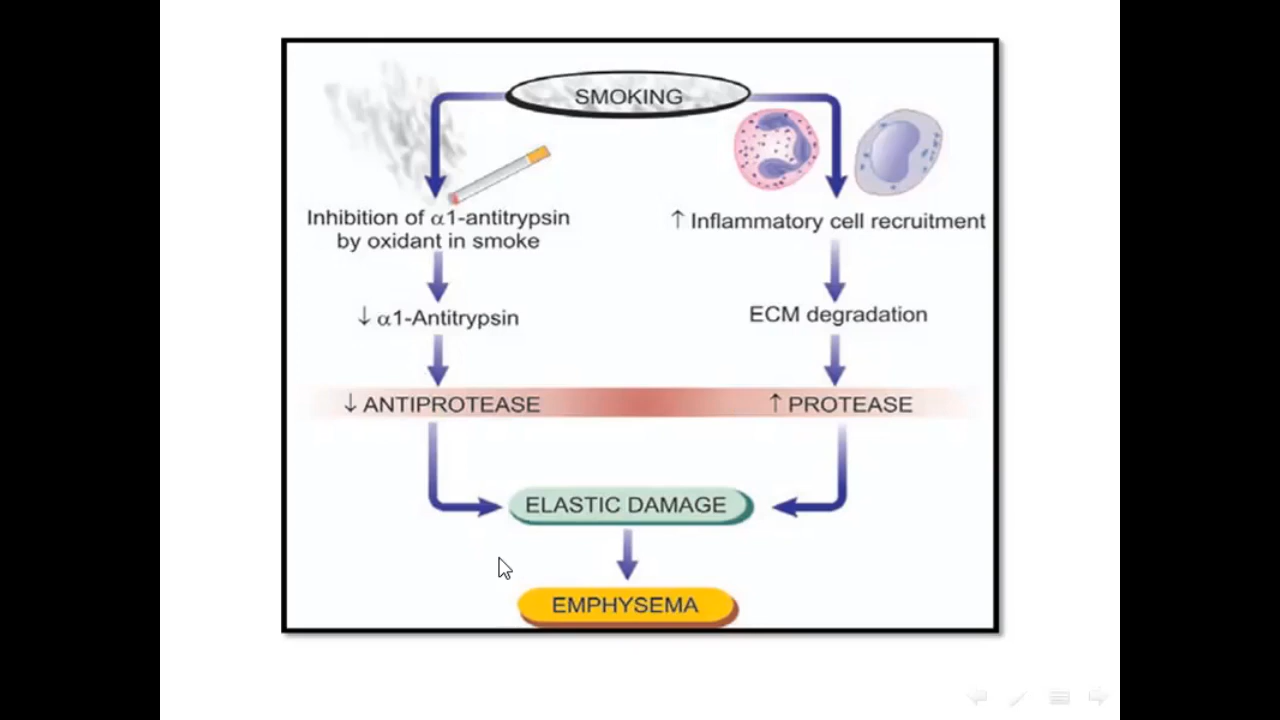 SMOKING
Inhibition of α1-antitrypsin
by oxidant in smoke
↑ Inflammatory cell recruitment
↓ α1-Antitrypsin
ECM degradation
↓ ANTIPROTEASE
↑ PROTEASE
ELASTIC DAMAGE
EMPHYSEMA